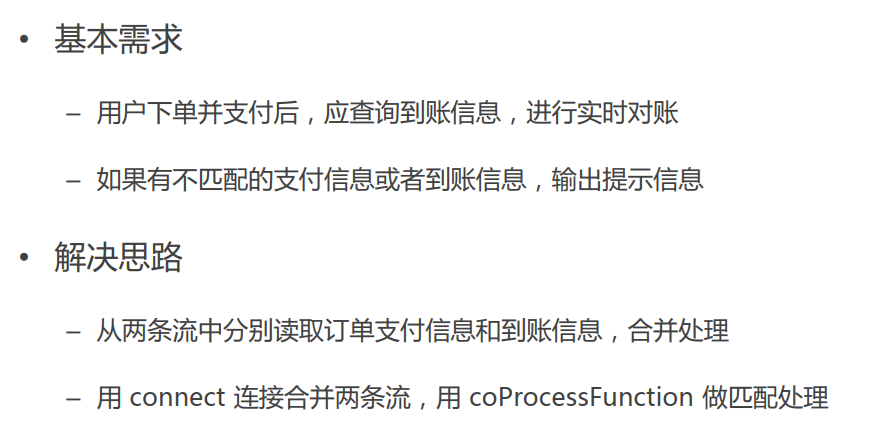 • 基本需求
– 用户下单并支付后，应查询到账信息，进行实时对账
– 如果有不匹配的支付信息或者到账信息，输出提示信息
• 解决思路
– 从两条流中分别读取订单支付信息和到账信息，合并处理
– 用 connect 连接合并两条流，用 coProcessFunction 做匹配处理